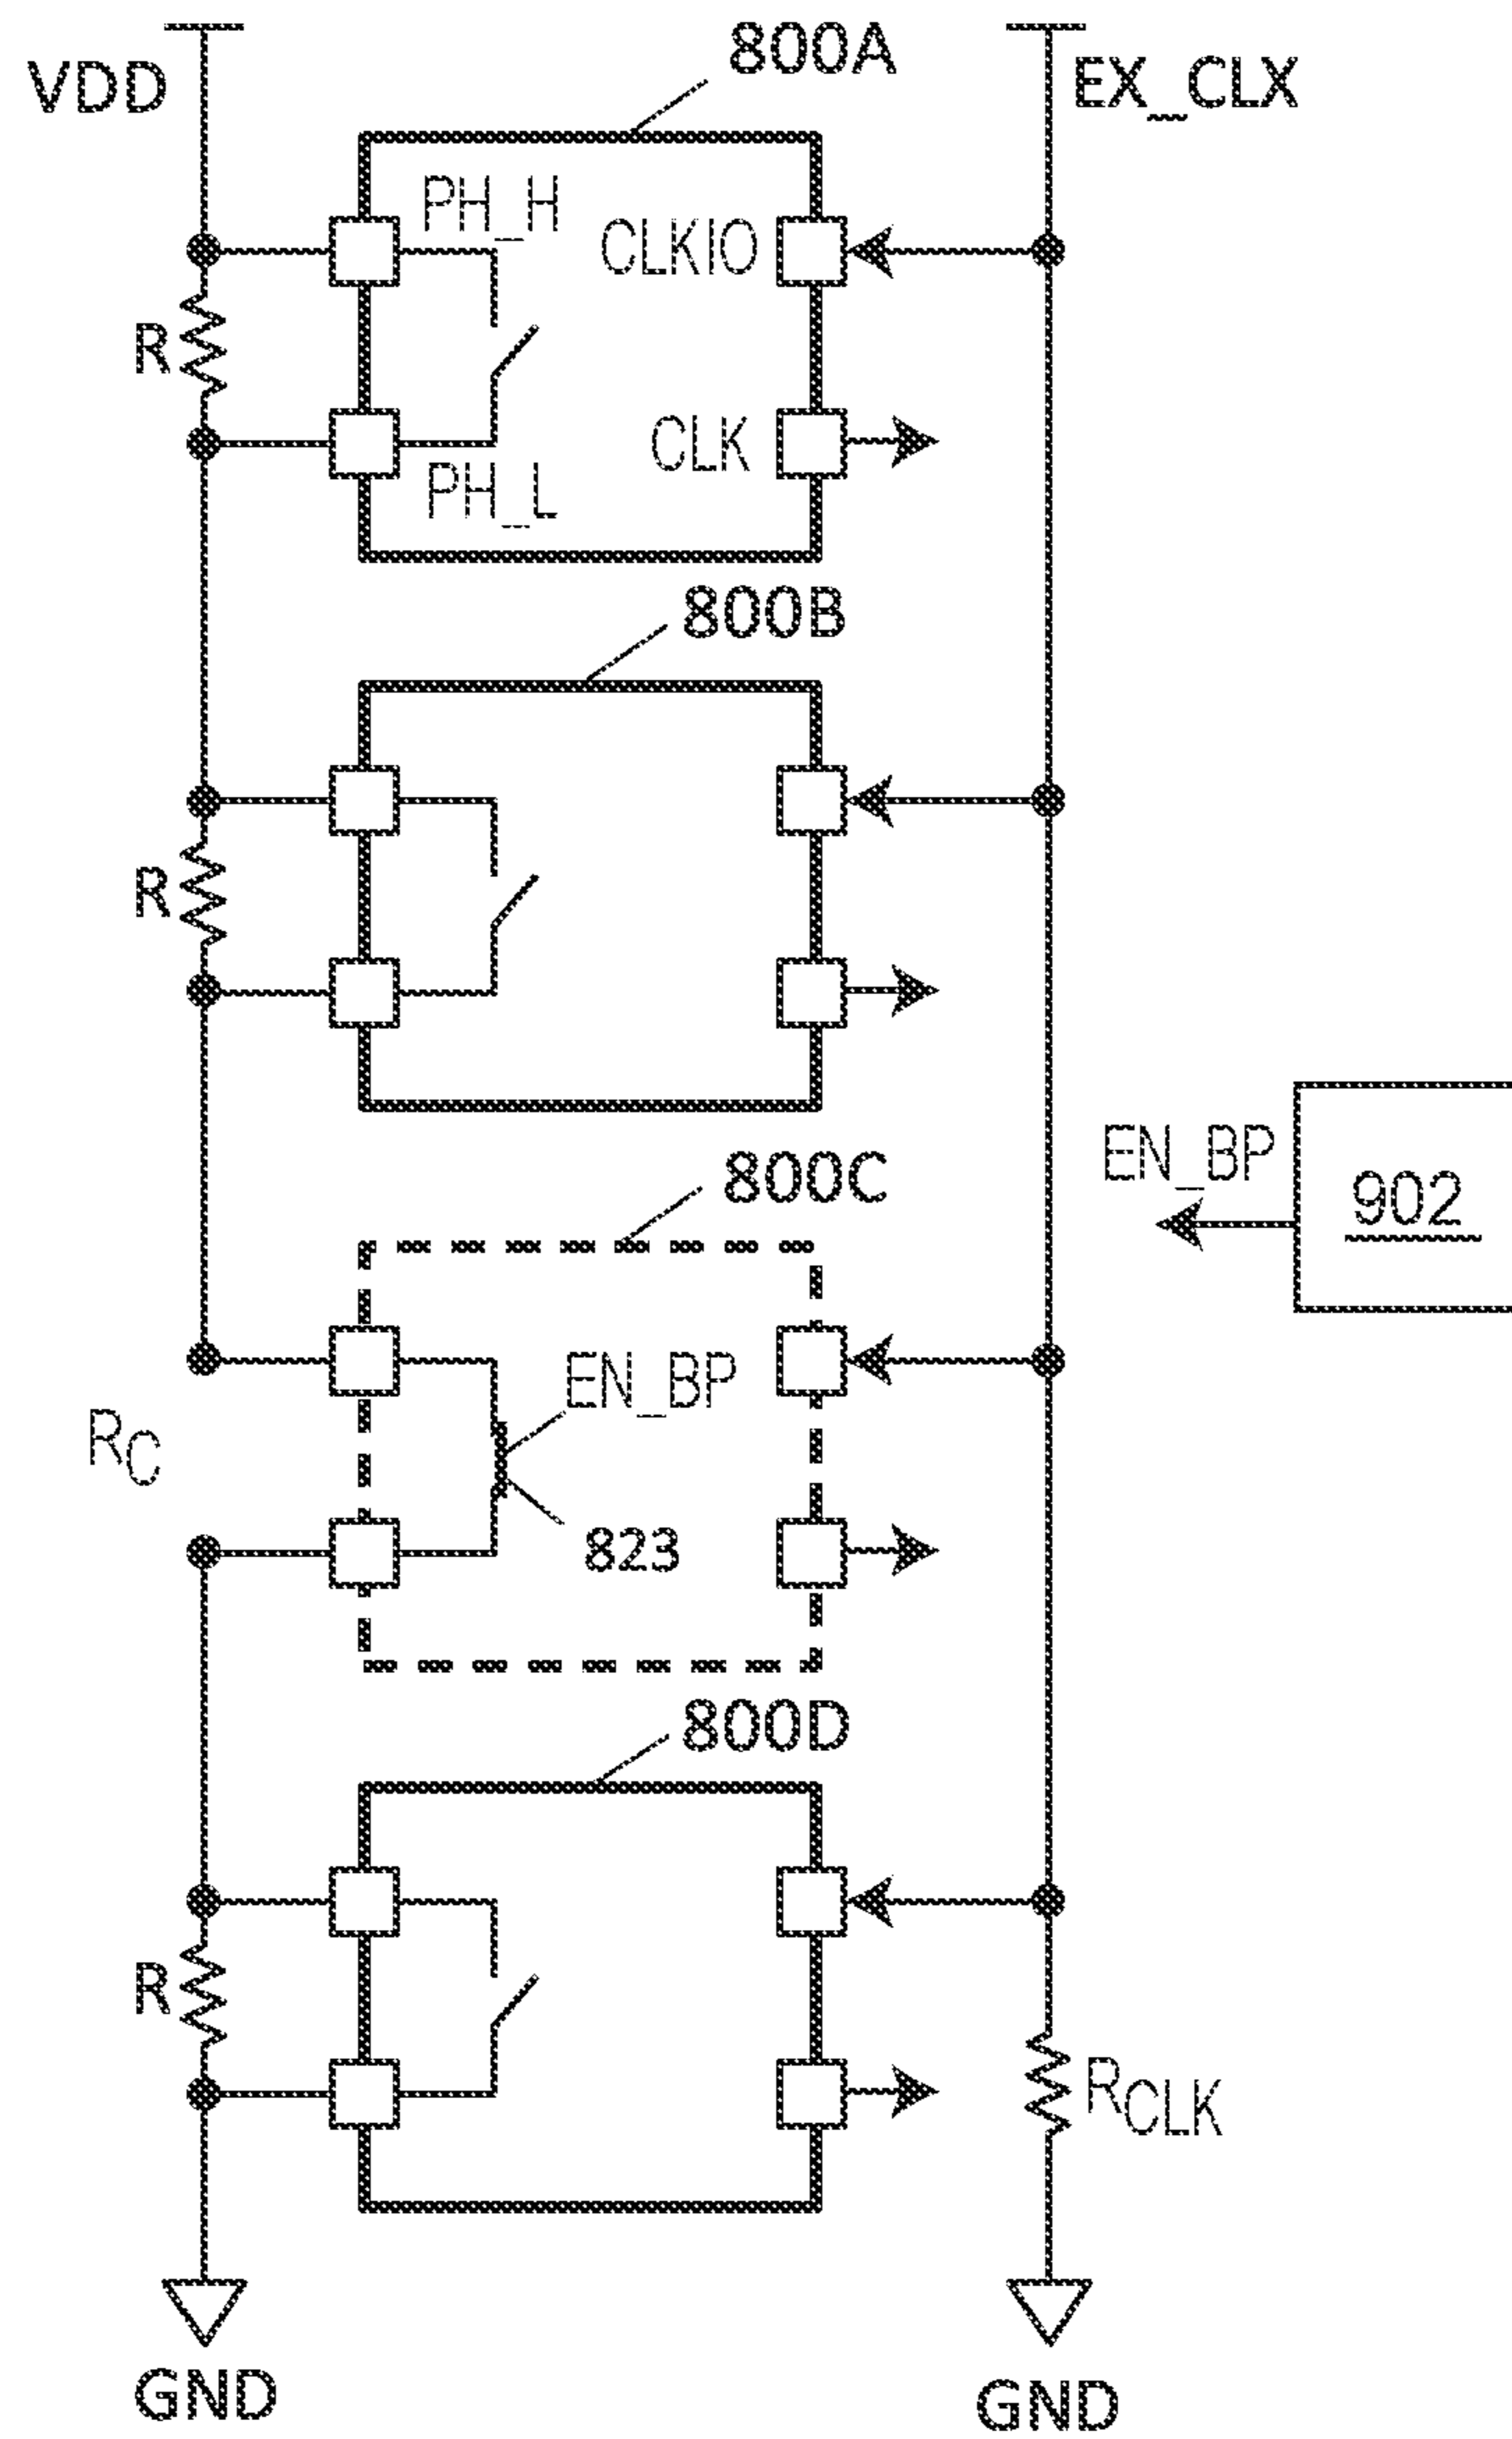 800A
VDD
EX_CLX
PH_H
CLKIO
R
CLK
PH_L
800B
R
800C
EN_BP
902
EN_BP
RC
823
800D
R
RCLK
GND
GND